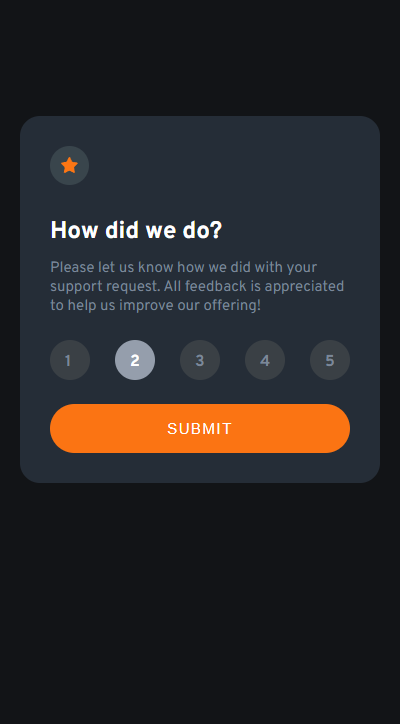 How did we do?
Please let us know how we did with your
support request. All feedback is appreciated
to help us improve our offering!
1 2 3 4 5
SUBMIT